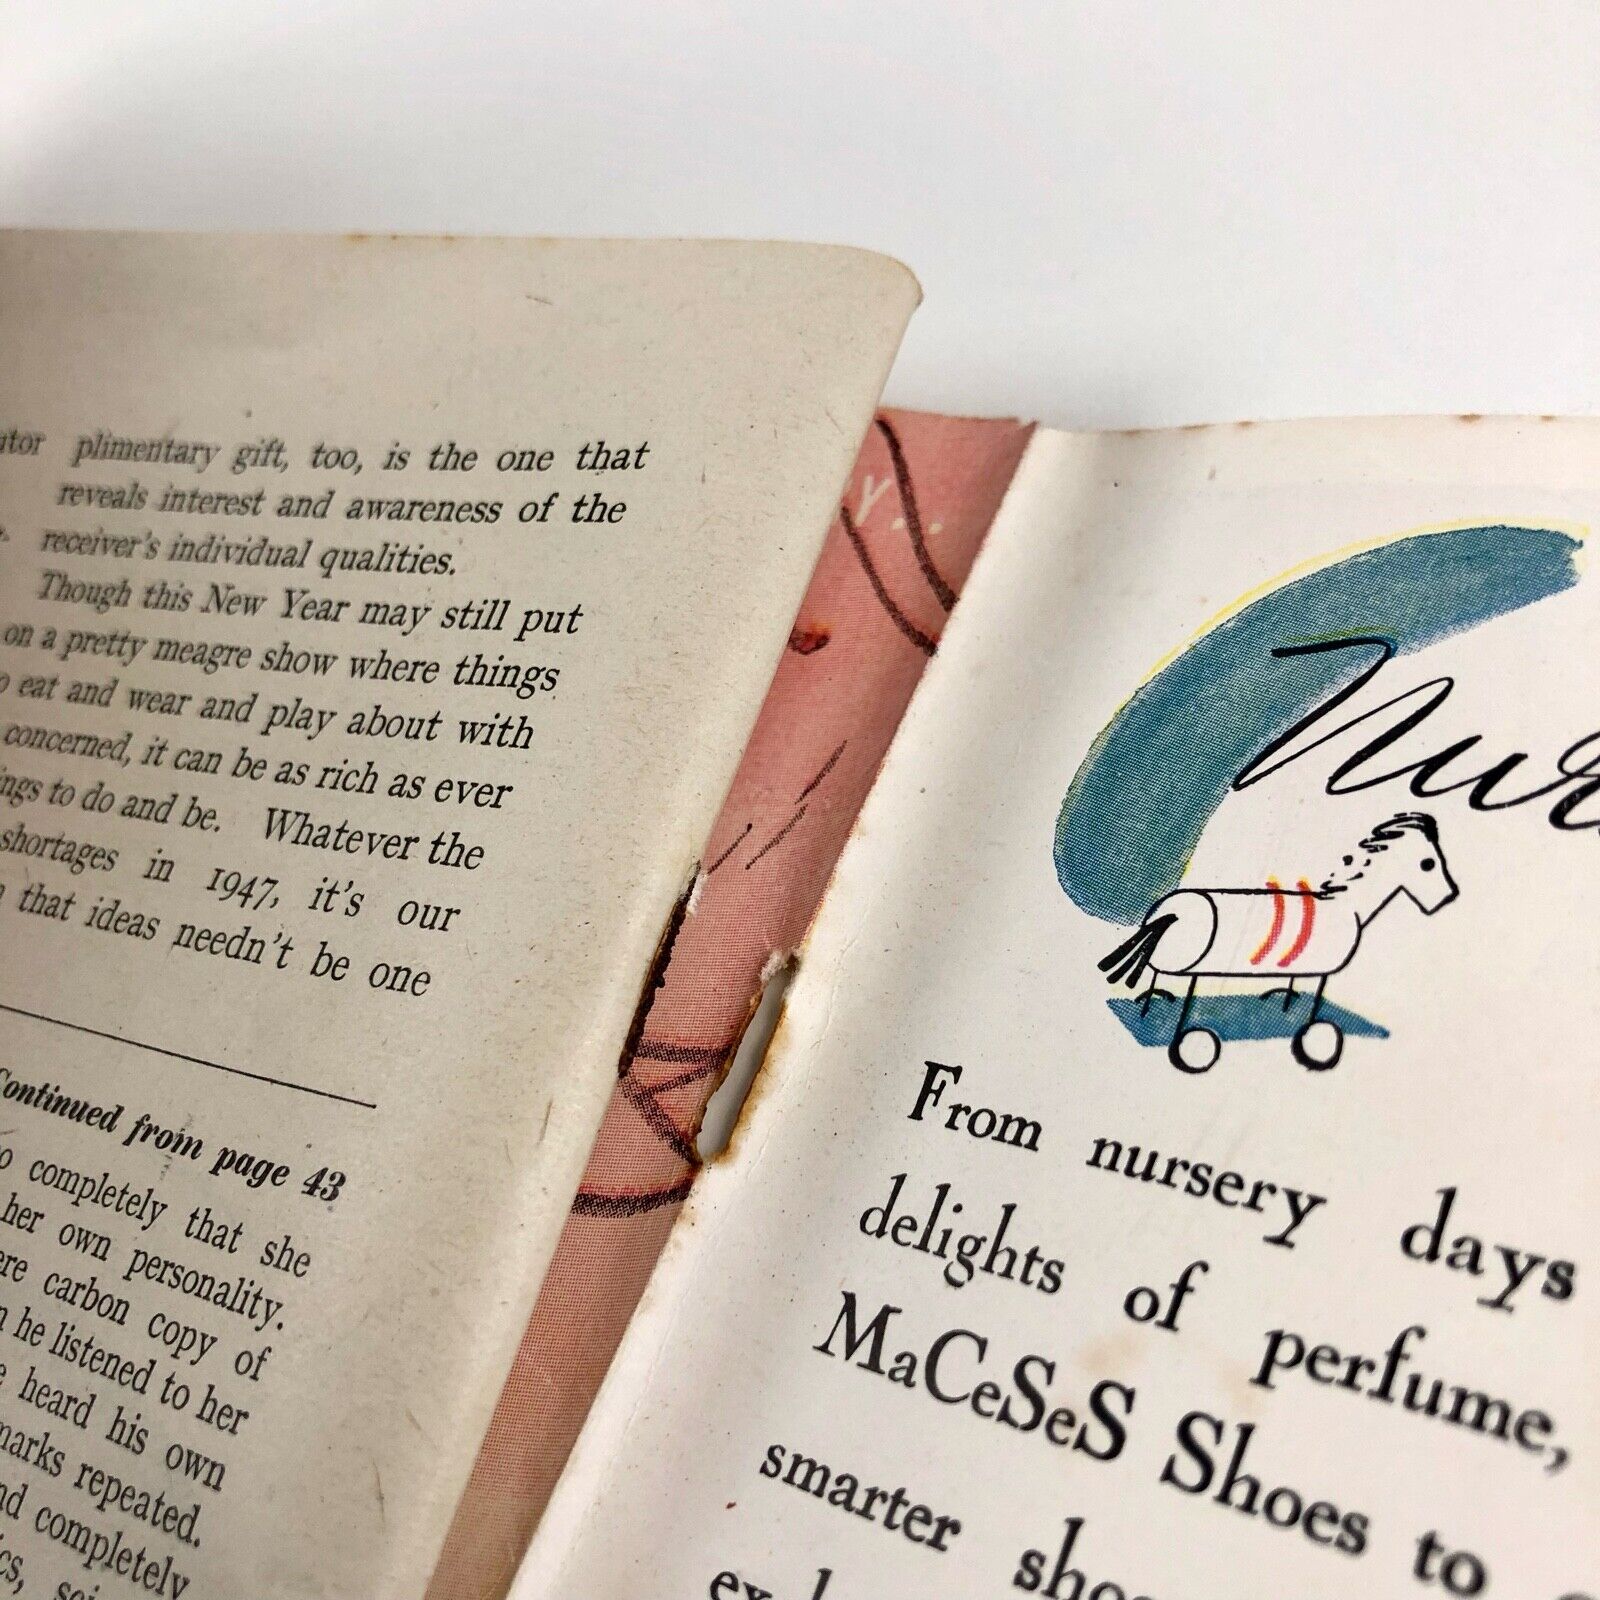 plimentary gift, too, is the one that
reveals interest and awareness of the
receiver's individual qualities.
Though this New Year may still put
on a pretty meagre show where things
eat and wear and play about with
concerned, it can be as rich as ever
to do and be. Whatever the
shortages in 1947, it's our
that ideas needn't be one
Continued from page 43
completely that she
her own personality.
carbon copy of
he listened to her
heard his own
repeated.
completely
Y...
From nursery days
delights of perfume,
MaCeSeS Shoes to
smarter